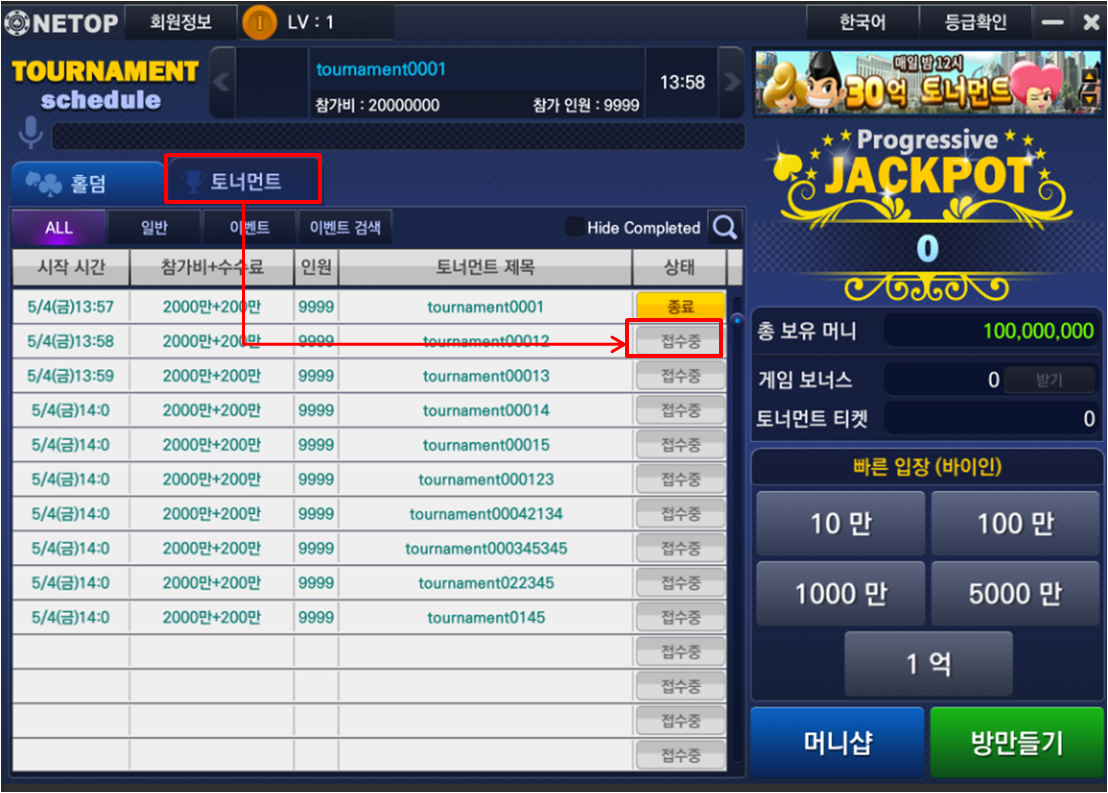 NETOP 회원정보 LV : 1 한국어 등급확인
TOURNAMENT
schedule
tournament0001
참가비 : 20000000 참가 인원 : 9999
13:58
매일 밤 12시
30억 토너먼트
홀덤 토너먼트
ALL 일반 이벤트 이벤트 검색 Hide Completed
시작 시간 참가비+수수료 인원 토너먼트 제목 상태
5/4(금)13:57 2000만+200만 9999 tournament0001 종료
5/4(금)13:58 2000만+200만 9999 tournament00012 접수중
5/4(금)13:59 2000만+200만 9999 tournament00013 접수중
5/4(금)14:0 2000만+200만 9999 tournament00014 접수중
5/4(금)14:0 2000만+200만 9999 tournament00015 접수중
5/4(금)14:0 2000만+200만 9999 tournament000123 접수중
5/4(금)14:0 2000만+200만 9999 tournament00042134 접수중
5/4(금)14:0 2000만+200만 9999 tournament000345345 접수중
5/4(금)14:0 2000만+200만 9999 tournament022345 접수중
5/4(금)14:0 2000만+200만 9999 tournament0145 접수중
접수중
접수중
접수중
접수중
Progressive
JACKPOT
0
총 보유 머니 100,000,000
게임 보너스 0 받기
토너먼트 티켓 0
빠른 입장 (바이인)
10 만 100 만
1000 만 5000 만
1 억
머니샵 방만들기